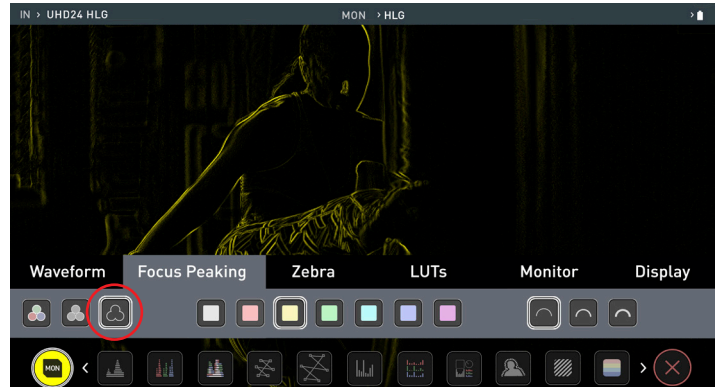 IN > UHD24 HLG MON > HLG >
Waveform Focus Peaking Zebra LUTs Monitor Display
MON < >